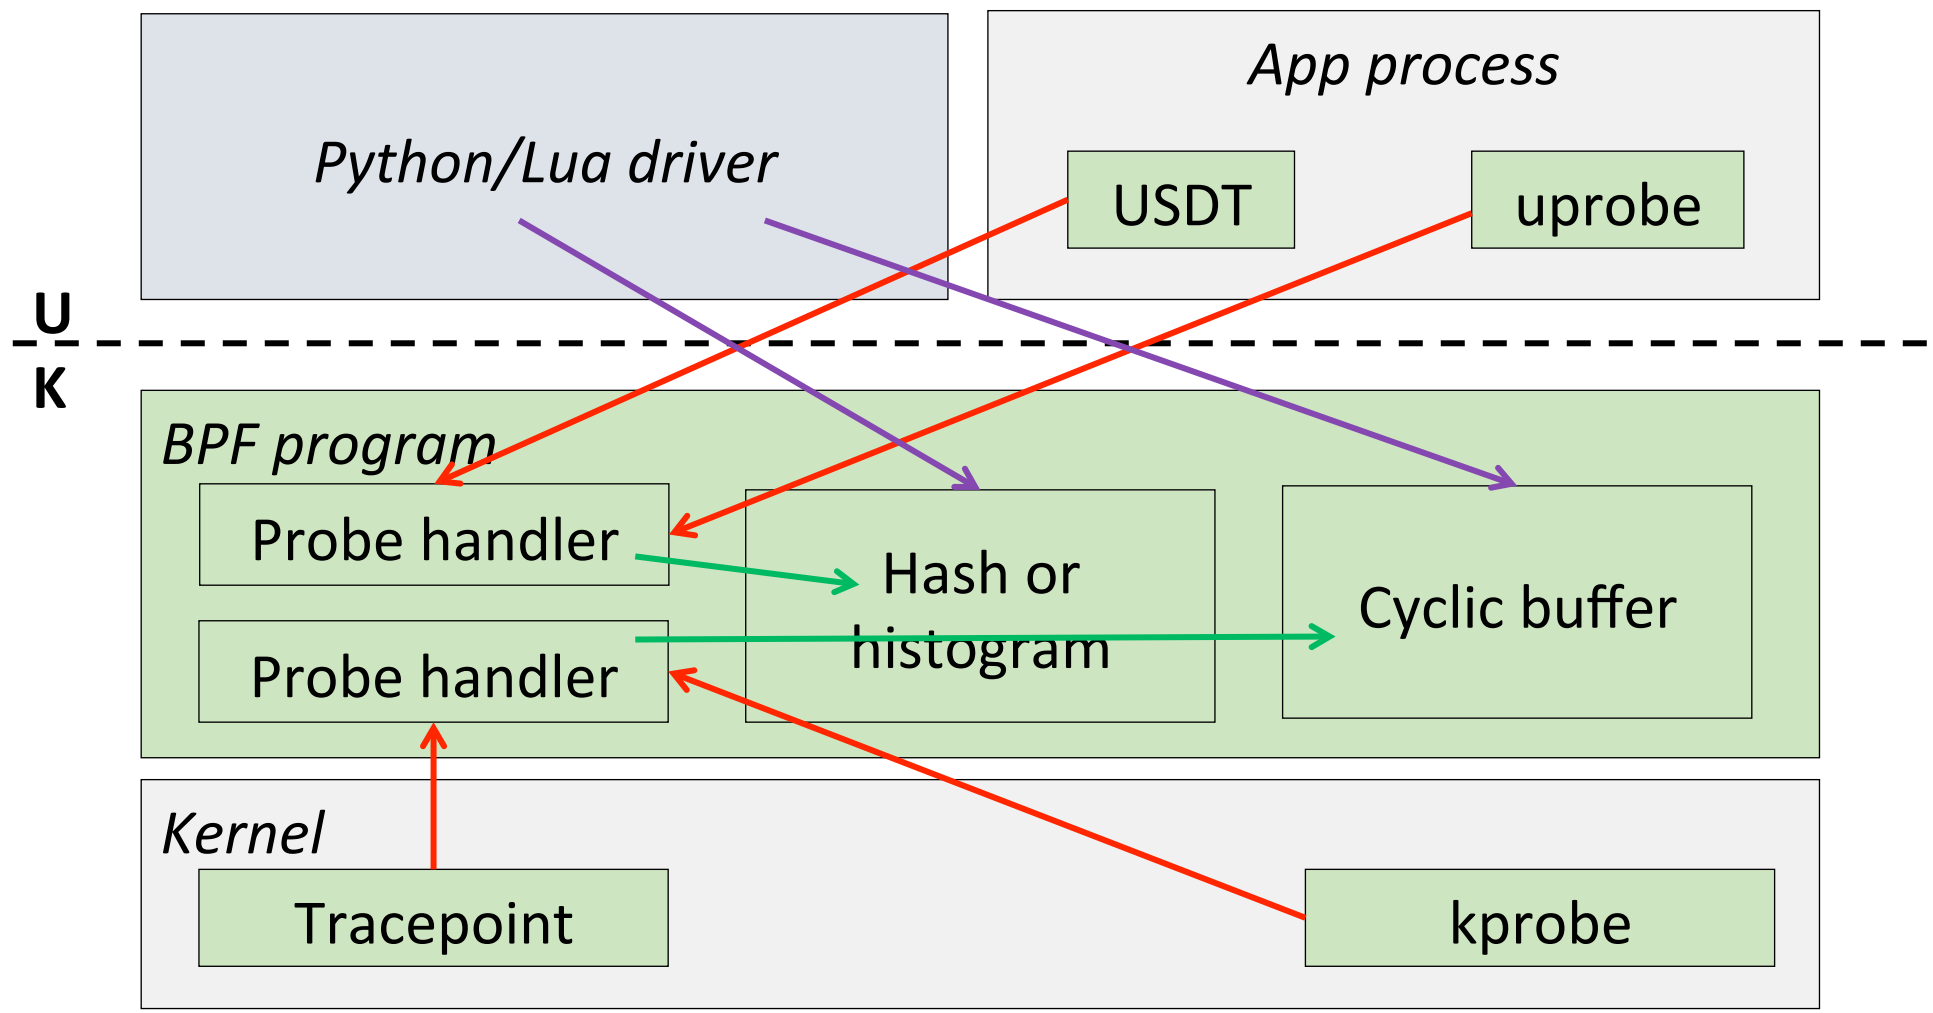 Python/Lua driver
App process
USDT
uprobe
U
K
BPF program
Probe handler
Hash or
histogram
Cyclic buffer
Probe handler
Kernel
Tracepoint
kprobe